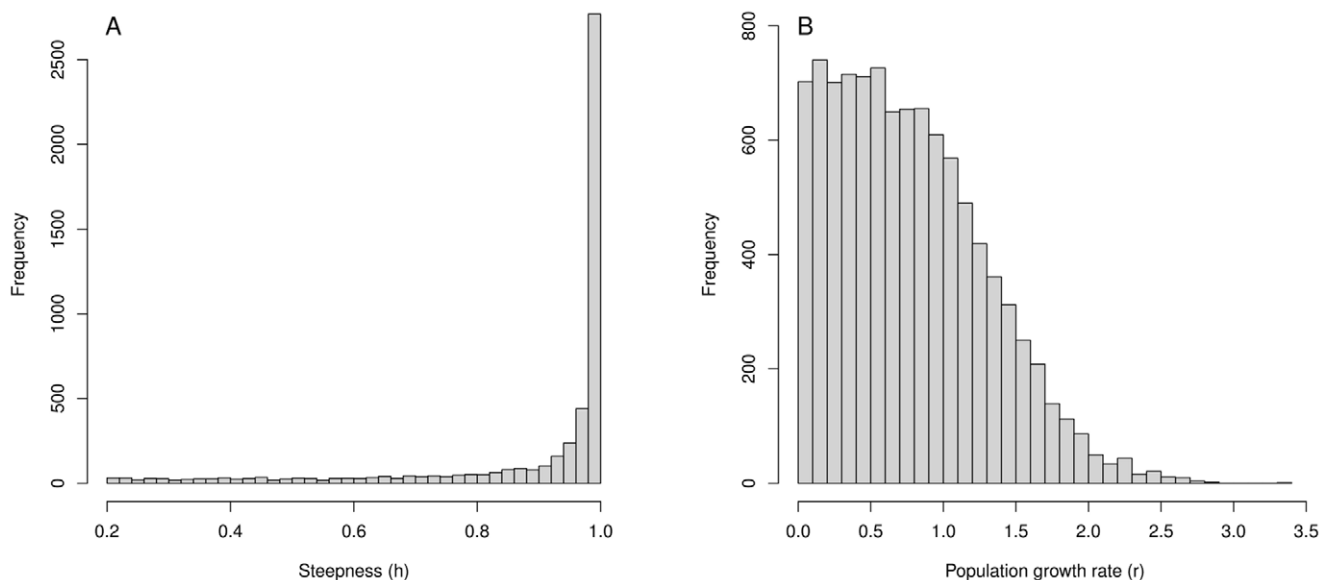 A
Frequency
0 500 1000 1500 2000 2500
0.2 0.4 0.6 0.8 1.0
Steepness (h)
B
Frequency
0 200 400 600 800
0.0 0.5 1.0 1.5 2.0 2.5 3.0 3.5
Population growth rate (r)